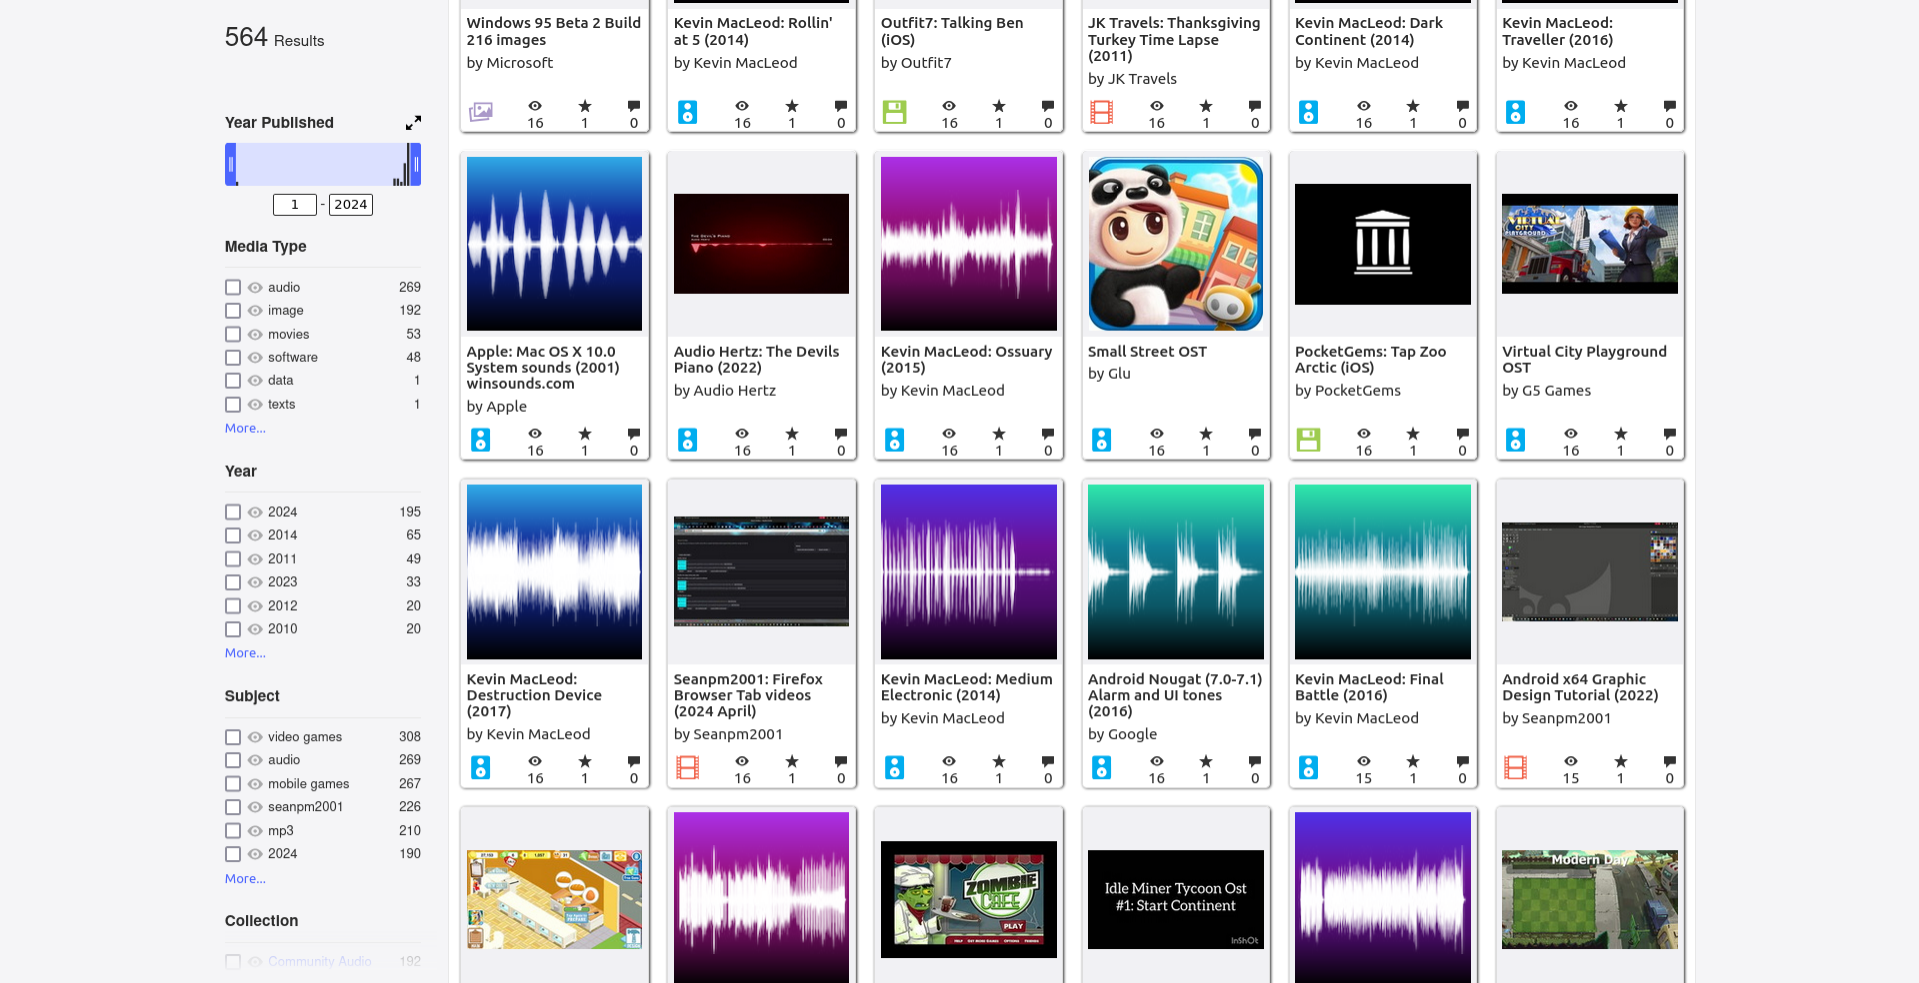 564 Results
Year Published
1 - 2024
Media Type
audio 269
image 192
movies 53
software 48
data 1
texts 1
More...
Year
2024 195
2014 65
2011 49
2023 33
2012 20
2010 20
More...
Subject
video games 308
audio 269
mobile games 267
seanpm2001 226
mp3 210
2024 190
More...
Collection
Community Audio 192
Windows 95 Beta 2 Build
216 images
by Microsoft
16 1 0
Kevin MacLeod: Rollin'
at 5 (2014)
by Kevin MacLeod
16 1 0
Outfit7: Talking Ben
(iOS)
by Outfit7
16 1 0
JK Travels: Thanksgiving
Turkey Time Lapse
(2011)
by JK Travels
16 1 0
Kevin MacLeod: Dark
Continent (2014)
by Kevin MacLeod
16 1 0
Kevin MacLeod:
Traveller (2016)
by Kevin MacLeod
16 1 0
Apple: Mac OS X 10.0
System sounds (2001)
winsounds.com
by Apple
16 1 0
The Devil's Piano
Audio Hertz: The Devils
Piano (2022)
by Audio Hertz
16 1 0
Kevin MacLeod: Ossuary
(2015)
by Kevin MacLeod
16 1 0
Small Street OST
by Glu
16 1 0
PocketGems: Tap Zoo
Arctic (iOS)
by PocketGems
16 1 0
VIRTUAL
CITY
PLAYGROUND
Virtual City Playground
OST
by G5 Games
16 1 0
Kevin MacLeod:
Destruction Device
(2017)
by Kevin MacLeod
16 1 0
Seanpm2001: Firefox
Browser Tab videos
(2024 April)
by Seanpm2001
16 1 0
Kevin MacLeod: Medium
Electronic (2014)
by Kevin MacLeod
16 1 0
Android Nougat (7.0-7.1)
Alarm and UI tones
(2016)
by Google
16 1 0
Kevin MacLeod: Final
Battle (2016)
by Kevin MacLeod
15 1 0
Android x64 Graphic
Design Tutorial (2022)
by Seanpm2001
15 1 0
ZOMBIE
CAFE
PLAY
HELP GET MORE GAMES OPTIONS FRIENDS
Idle Miner Tycoon Ost
#1: Start Continent
InShOt
Modern Day